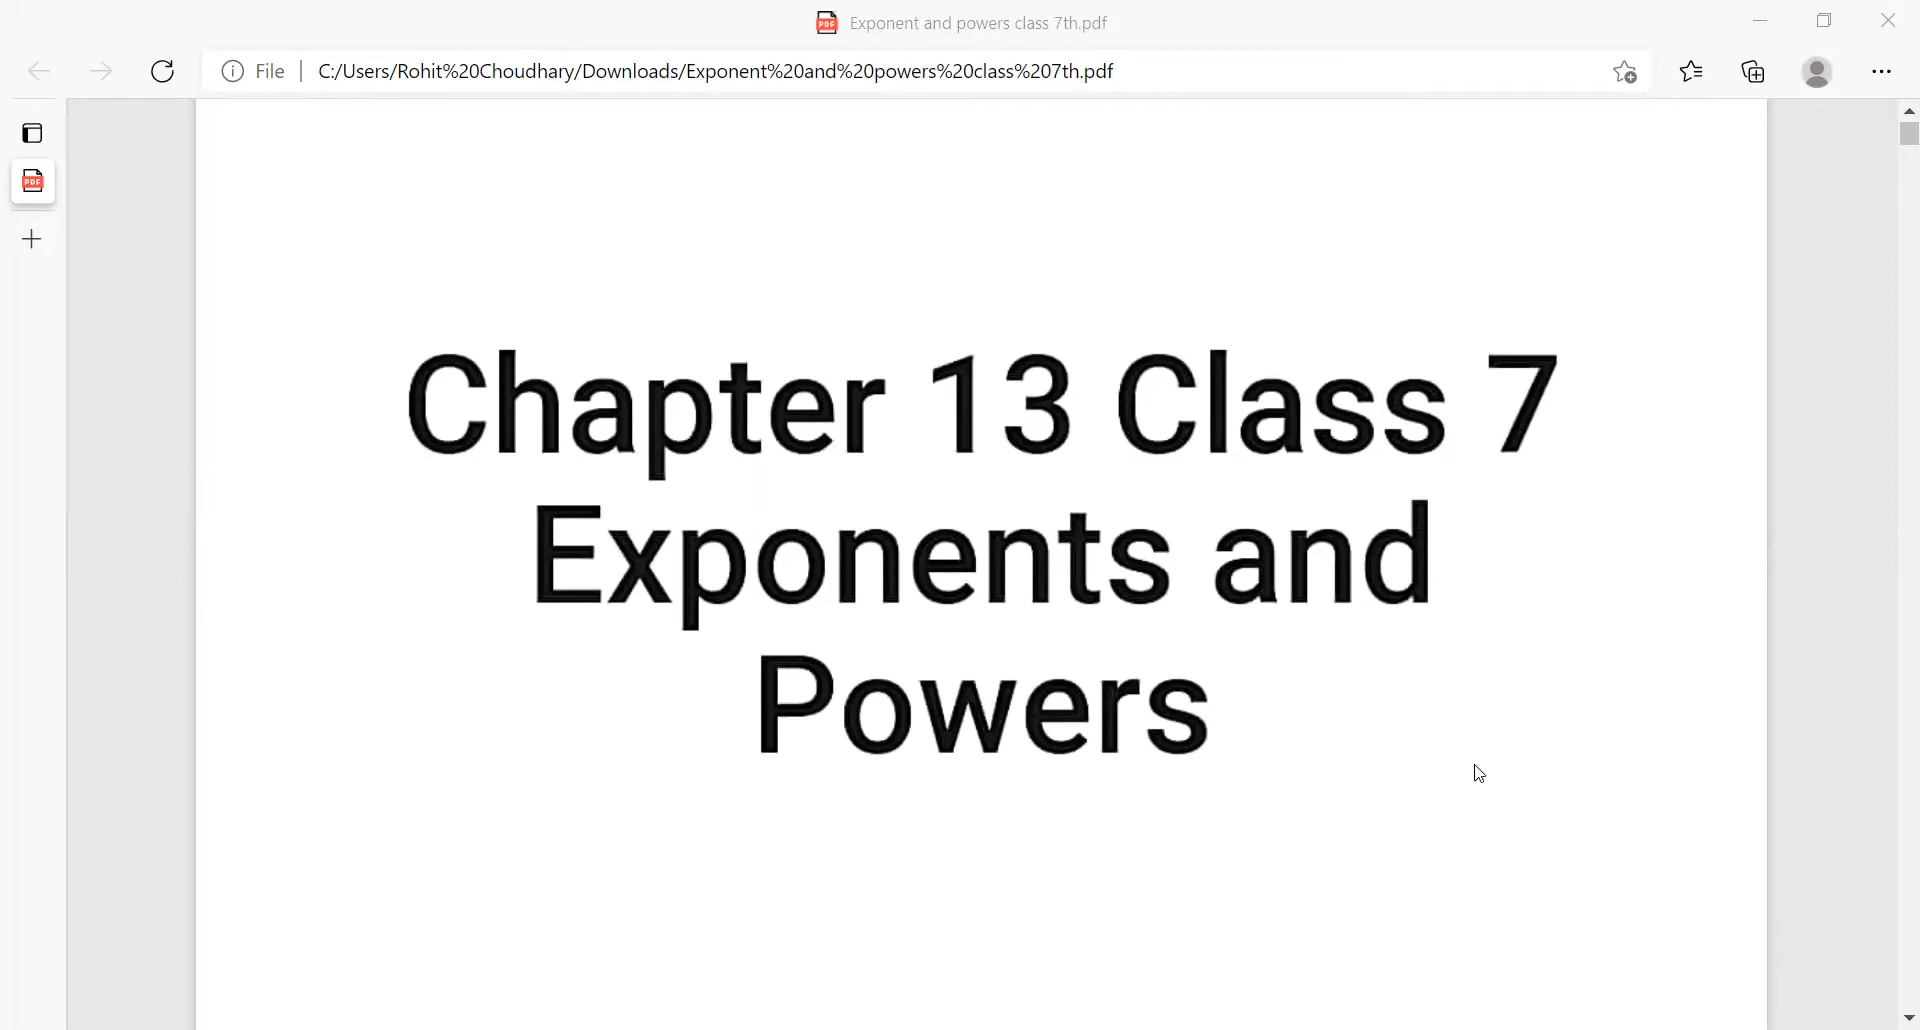 Exponent and powers class 7th.pdf
File
C:/Users/Rohit%20Choudhary/Downloads/Exponent%20and%20powers%20class%207th.pdf
PDF
Chapter 13 Class 7
Exponents and
Powers